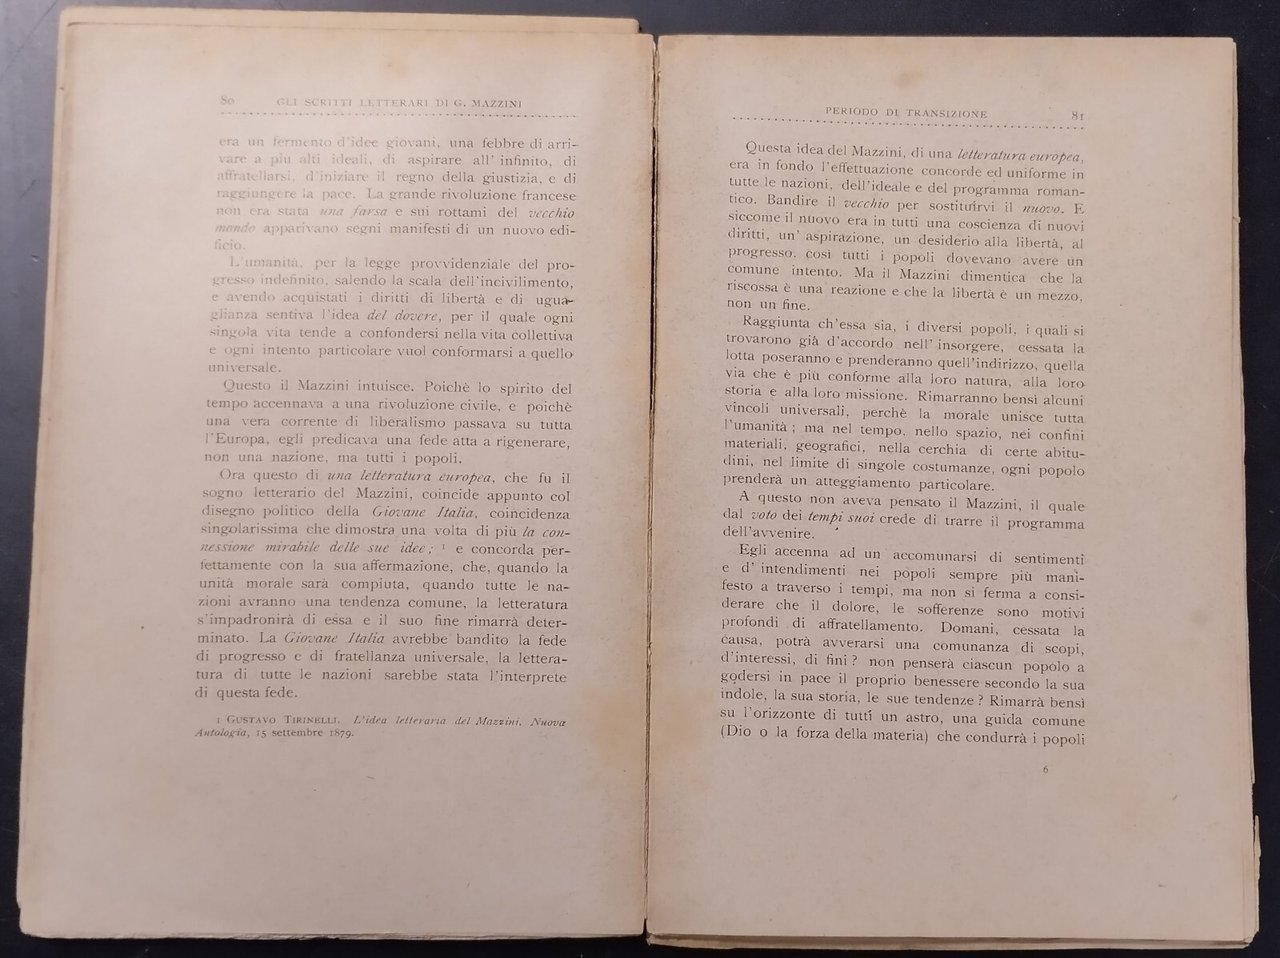 80 GLI SCRITTI LETTERARI DI G. MAZZINI
era un fermento d'idee giovani, una febbre di arri-
vare a più alti ideali, di aspirare all' infinito, di
affratellarsi, d'iniziare il regno della giustizia, e di
raggiungere la pace. La grande rivoluzione francese
non era stata una farsa e sui rottami del vecchio
mondo apparivano segni manifesti di un nuovo edi-
ficio.
L'umanità, per la legge provvidenziale del pro-
gresso indefinito, salendo la scala dell'incivilimento,
e avendo acquistati i diritti di libertà e di ugua-
glianza sentiva l'idea del dovere, per il quale ogni
singola vita tende a confondersi nella vita collettiva
e ogni intento particolare vuol conformarsi a quello
universale.
Questo il Mazzini intuisce. Poichè lo spirito del
tempo accennava a una rivoluzione civile, e poichè
una vera corrente di liberalismo passava su tutta
l'Europa, egli predicava una fede atta a rigenerare,
non una nazione, ma tutti i popoli.
Ora questo di una letteratura europea, che fu il
sogno letterario del Mazzini, coincide appunto col
disegno politico della Giovane Italia, coincidenza
singolarissima che dimostra una volta di più la con-
nessione mirabile delle sue idee; 1 e concorda per-
fettamente con la sua affermazione, che, quando la
unità morale sarà compiuta, quando tutte le na-
zioni avranno una tendenza comune, la letteratura
s'impadronirà di essa e il suo fine rimarrà deter-
minato. La Giovane Italia avrebbe bandito la fede
di progresso e di fratellanza universale, la lettera-
tura di tutte le nazioni sarebbe stata l'interprete
di questa fede.
1 GUSTAVO TIRINELLI. L'idea letteraria del Mazzini. Nuova
Antologia, 15 settembre 1879.
PERIODO DI TRANSIZIONE 81
Questa idea del Mazzini, di una letteratura europea,
era in fondo l'effettuazione concorde ed uniforme in
tutte le nazioni, dell'ideale e del programma roman-
tico. Bandire il vecchio per sostituirvi il nuovo. E
siccome il nuovo era in tutti una coscienza di nuovi
diritti, un' aspirazione, un desiderio alla libertà, al
progresso. così tutti i popoli dovevano avere un
comune intento. Ma il Mazzini dimentica che la
riscossa è una reazione e che la libertà è un mezzo,
non un fine.
Raggiunta ch'essa sia, i diversi popoli, i quali si
trovarono già d'accordo nell' insorgere, cessata la
lotta poseranno e prenderanno quell'indirizzo, quella
via che è più conforme alla loro natura, alla loro
storia e alla loro missione. Rimarranno bensì alcuni
vincoli universali, perchè la morale unisce tutta
l'umanità ; ma nel tempo. nello spazio, nei confini
materiali, geografici, nella cerchia di certe abitu-
dini, nel limite di singole costumanze, ogni popolo
prenderà un atteggiamento particolare.
A questo non aveva pensato il Mazzini, il quale
dal voto dei tempi suoi crede di trarre il programma
dell'avvenire.
Egli accenna ad un accomunarsi di sentimenti
e d' intendimenti nei popoli sempre più mani-
festo a traverso i tempi, ma non si ferma a consi-
derare che il dolore, le sofferenze sono motivi
profondi di affratellamento. Domani, cessata la
causa, potrà avverarsi una comunanza di scopi,
d'interessi, di fini ? non penserà ciascun popolo a
godersi in pace il proprio benessere secondo la sua
indole, la sua storia, le sue tendenze ? Rimarrà bensì
su l'orizzonte di tutti un astro, una guida comune
(Dio o la forza della materia) che condurrà i popoli
6